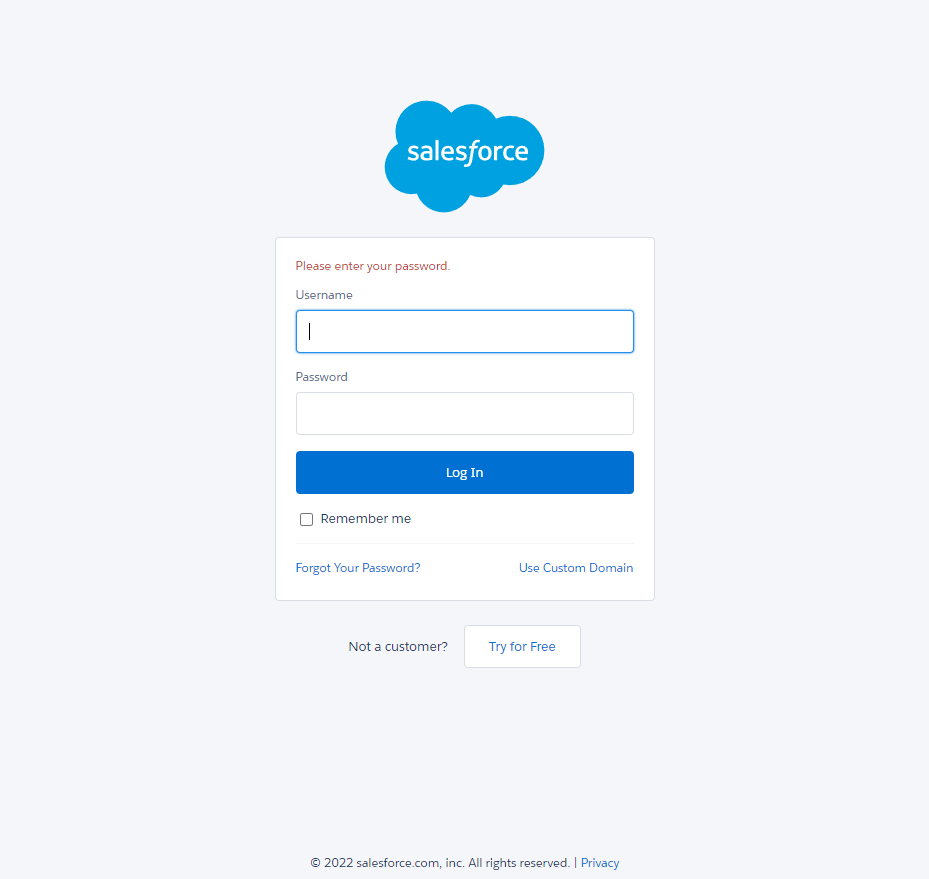 salesforce
Please enter your password.
Username
Password
Log In
Remember me
Forgot Your Password? Use Custom Domain
Not a customer? Try for Free
© 2022 salesforce.com, inc. All rights reserved. | Privacy